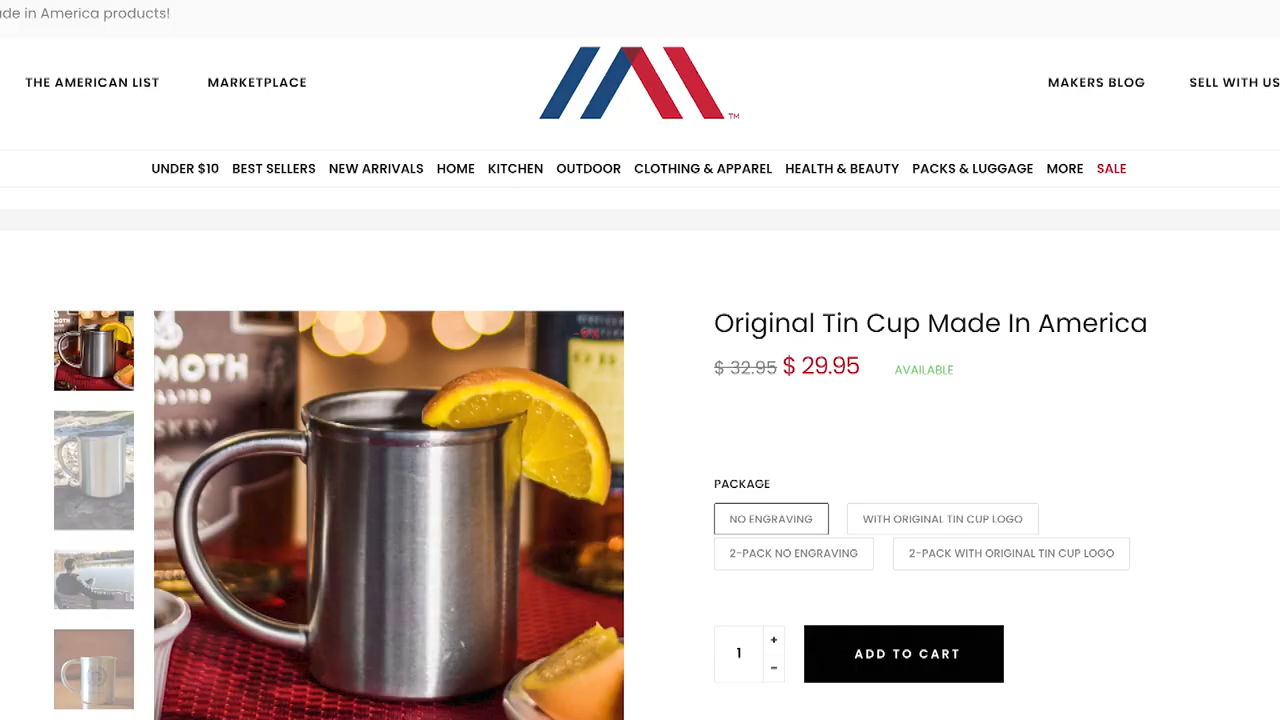 de in America products!
THE AMERICAN LIST
MARKETPLACE
TM
MAKERS BLOG
SELL WITH US
UNDER $10
BEST SELLERS
NEW ARRIVALS
HOME
KITCHEN
OUTDOOR
CLOTHING & APPAREL
HEALTH & BEAUTY
PACKS & LUGGAGE
MORE
SALE
MOTH
Original Tin Cup Made In America
$ 32.95 $ 29.95 AVAILABLE
PACKAGE
NO ENGRAVING
WITH ORIGINAL TIN CUP LOGO
2-PACK NO ENGRAVING
2-PACK WITH ORIGINAL TIN CUP LOGO
1
+
-
ADD TO CART